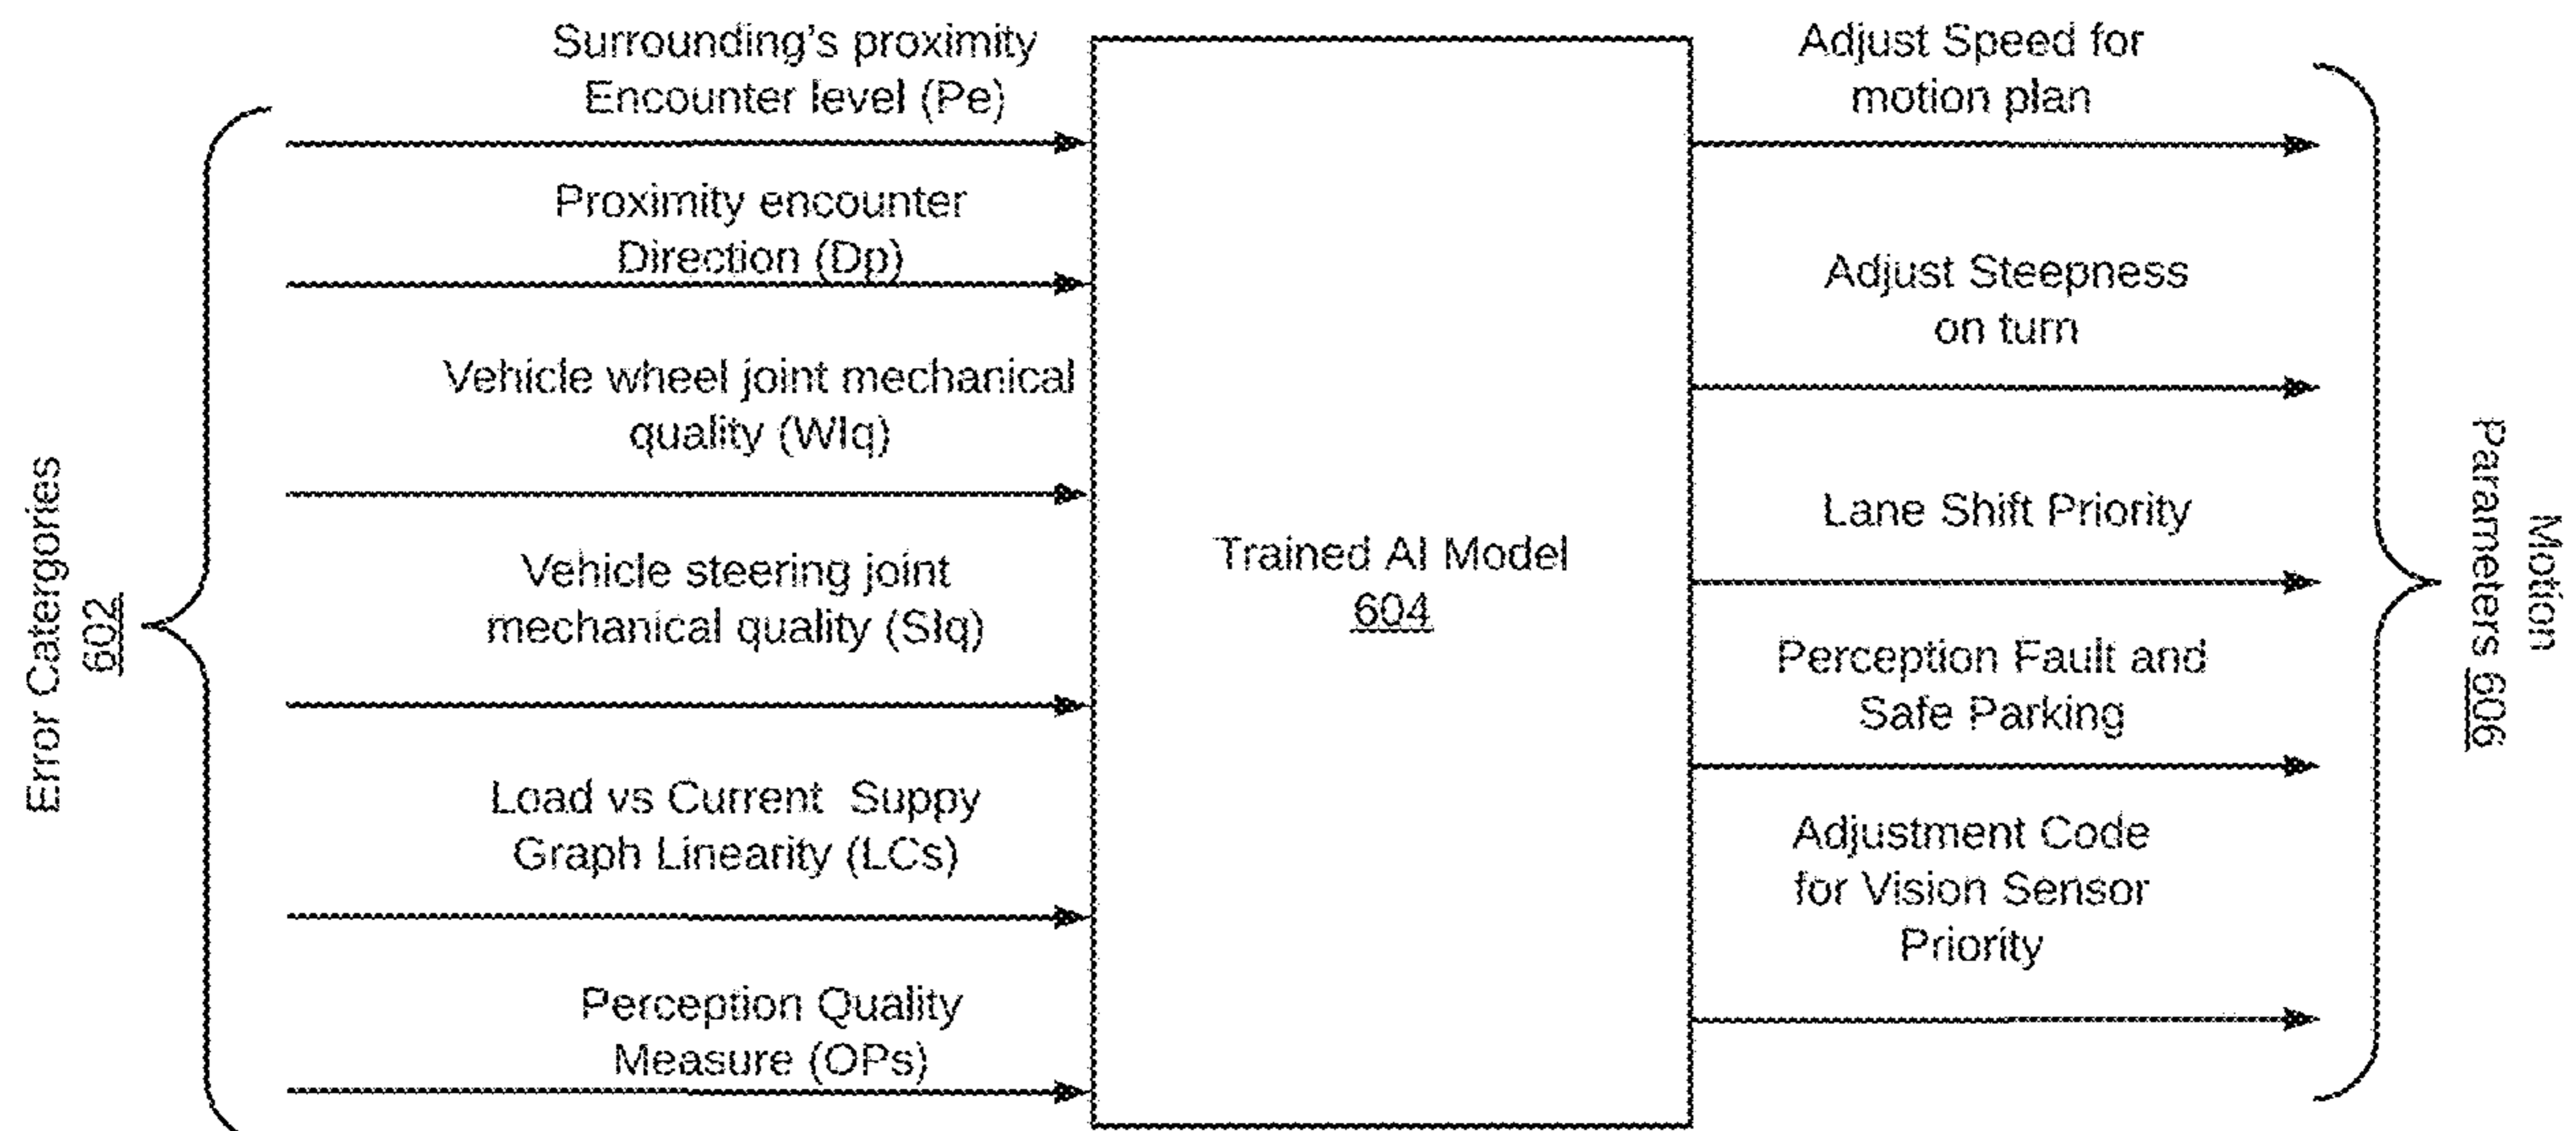 Error Catergories
602
Surrounding's proximity
Encounter level (Pe)
Proximity encounter
Direction (Dp)
Vehicle wheel joint mechanical
quality (WIq)
Vehicle steering joint
mechanical quality (SIq)
Load vs Current  Suppy
Graph Linearity (LCs)
Perception Quality
Measure (OPs)
Trained AI Model
604
Adjust Speed for
motion plan
Adjust Steepness
on turn
Lane Shift Priority
Perception Fault and
Safe Parking
Adjustment Code
for Vision Sensor
Priority
Motion
Parameters 606